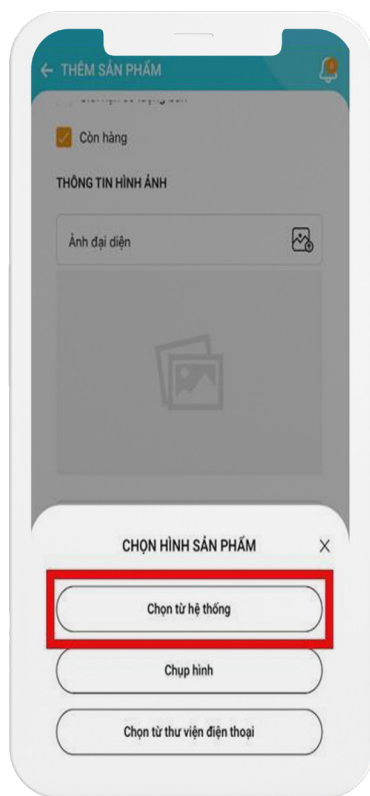 THÊM SẢN PHẨM
Còn hàng
THÔNG TIN HÌNH ẢNH
Ảnh đại diện
CHỌN HÌNH SẢN PHẨM
Chọn từ hệ thống
Chụp hình
Chọn từ thư viện điện thoại